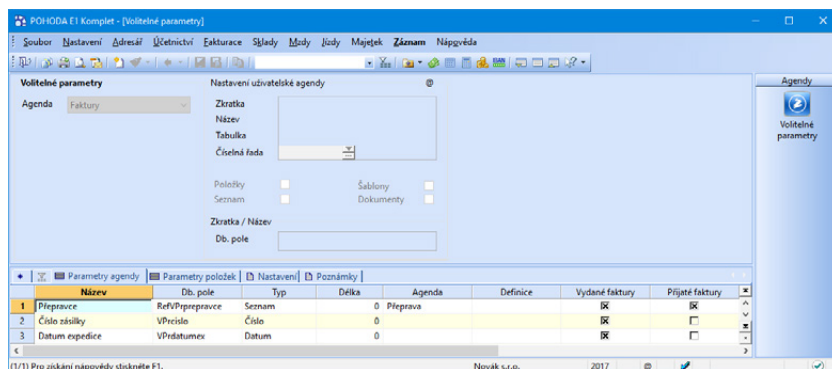 POHODA E1 Komplet - [Volitelné parametry]
Soubor Nastavení Adresář Účetnictví Fakturace Sklady Mzdy Jízdy Majetek Záznam Nápověda
Volitelné parametry Nastavení uživatelské agendy @ Agendy
Agenda Faktury Zkratka
Název
Volitelné parametry
Tabulka
Číselná řada
Položky Šablony
Seznam Dokumenty
Zkratka / Název
Db. pole
Parametry agendy Parametry položek Nastavení Poznámky
Název Db. pole Typ Délka Agenda Definice Vydané faktury Přijaté faktury
1 Přepravce RefVPrprepravce Seznam 0 Přeprava
2 Číslo zásilky VPrcislo Číslo 0
3 Datum expedice VPrdatumex Datum 0
(1/1) Pro získání nápovědy stiskněte F1. Novák s.r.o. 2017 @